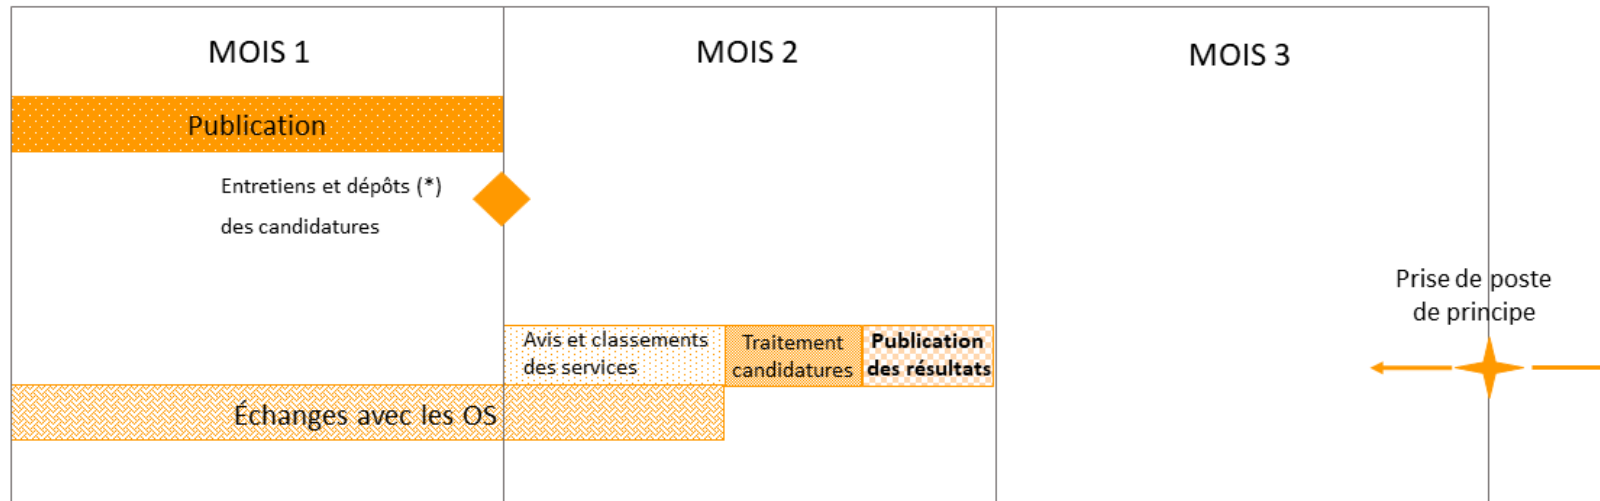 MOIS 1
MOIS 2
MOIS 3
Publication
Entretiens et dépôts (*)
des candidatures
Prise de poste
de principe
Avis et classements
des services
Traitement
candidatures
Publication
des résultats
Échanges avec les OS